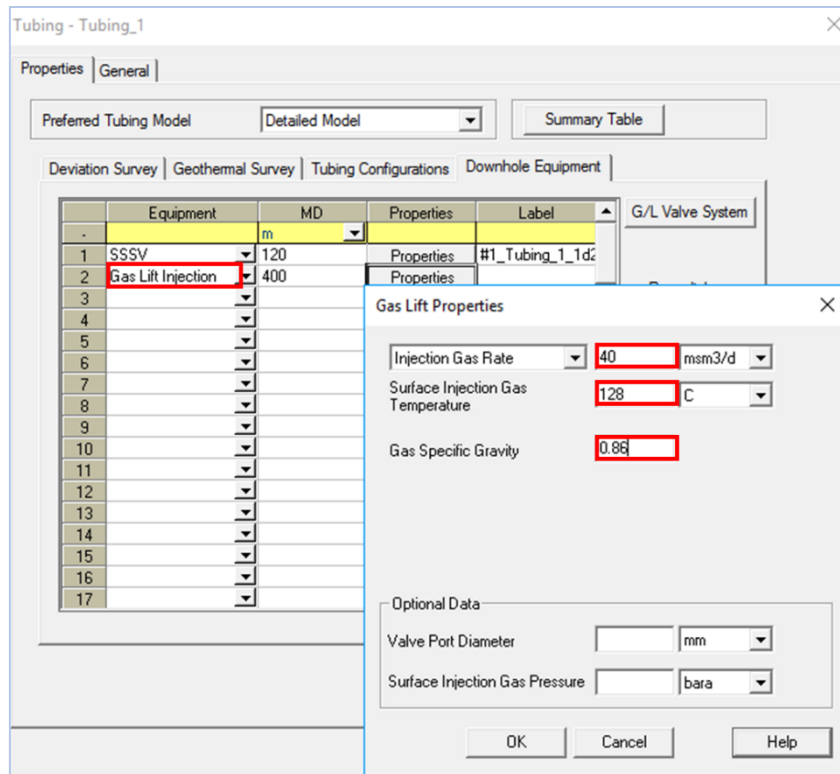 Tubing - Tubing_1
Properties General
Preferred Tubing Model Detailed Model Summary Table
Deviation Survey Geothermal Survey Tubing Configurations Downhole Equipment
Equipment MD Properties Label G/L Valve System
. m
1 SSSV 120 Properties #1_Tubing_1_1d2
2 Gas Lift Injection 400 Properties
3
4
5
6
7
8
9
10
11
12
13
14
15
16
17
Gas Lift Properties
Injection Gas Rate 40 msm3/d
Surface Injection Gas
Temperature 128 C
Gas Specific Gravity 0.86
Optional Data
Valve Port Diameter mm
Surface Injection Gas Pressure bara
OK Cancel Help